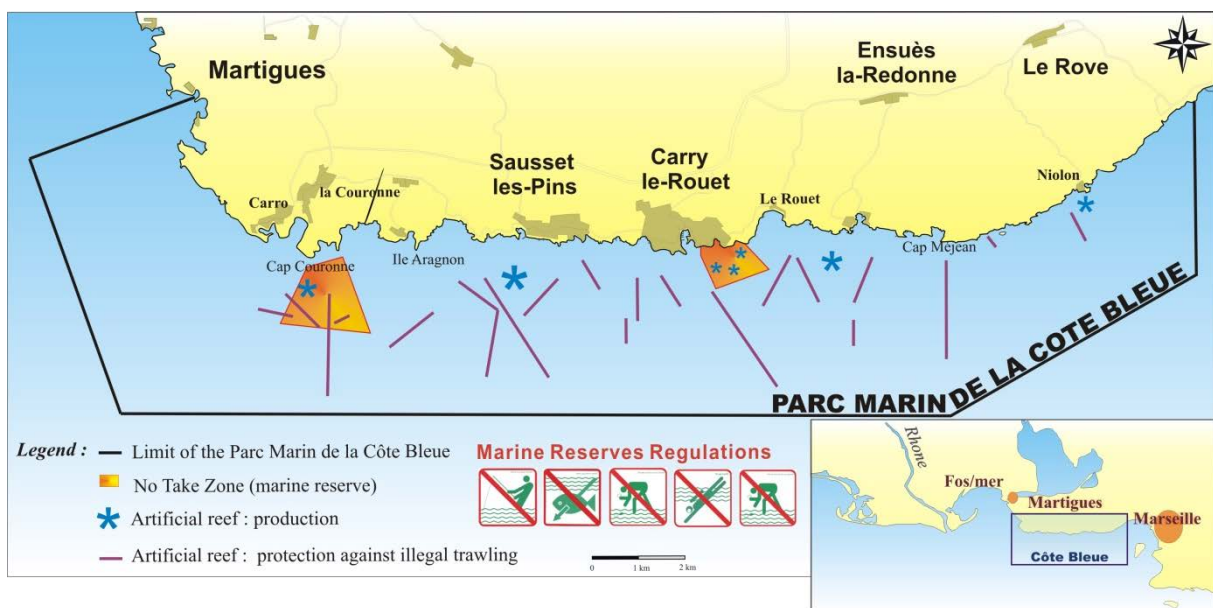 Martigues
Ensuès
la-Redonne
Le Rove
Sausset
les-Pins
Carry
le-Rouet
Carro
la Couronne
Le Rouet
Niolon
Cap Couronne
Ile Aragnon
Cap Méjean
PARC MARIN DE LA COTE BLEUE
Legend :
Limit of the Parc Marin de la Côte Bleue
No Take Zone (marine reserve)
Artificial reef : production
Artificial reef : protection against illegal trawling
Marine Reserves Regulations
0 1 km 2 km
Rhone
Fos/mer
Martigues
Marseille
Côte Bleue